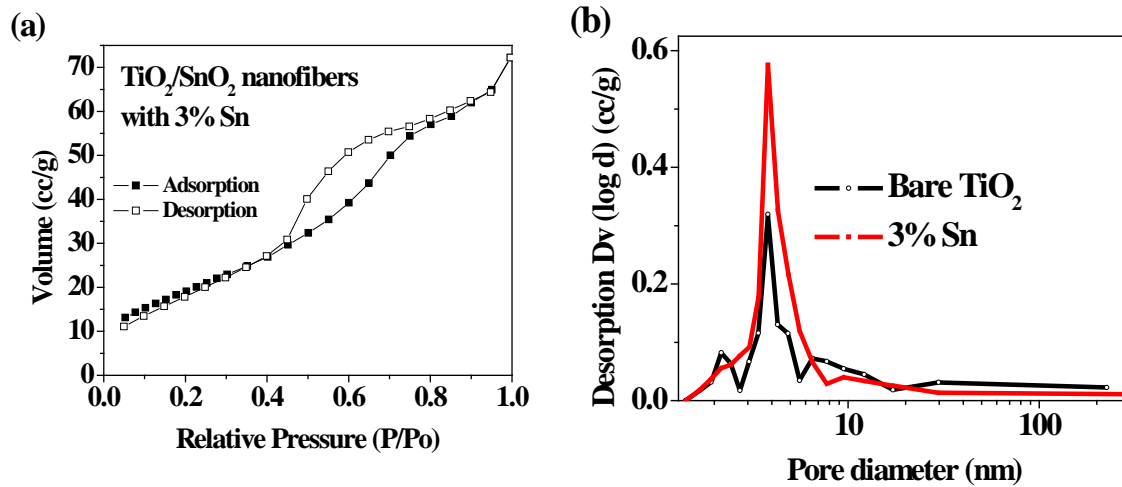 (a)
TiO2/SnO2 nanofibers
with 3% Sn
Adsorption
Desorption
Volume (cc/g)
70
60
50
40
30
20
10
0
0.0 0.2 0.4 0.6 0.8 1.0
Relative Pressure (P/Po)
(b)
Desorption Dv (log d) (cc/g)
0.6
0.4
0.2
0.0
Bare TiO2
3% Sn
10 100
Pore diameter (nm)